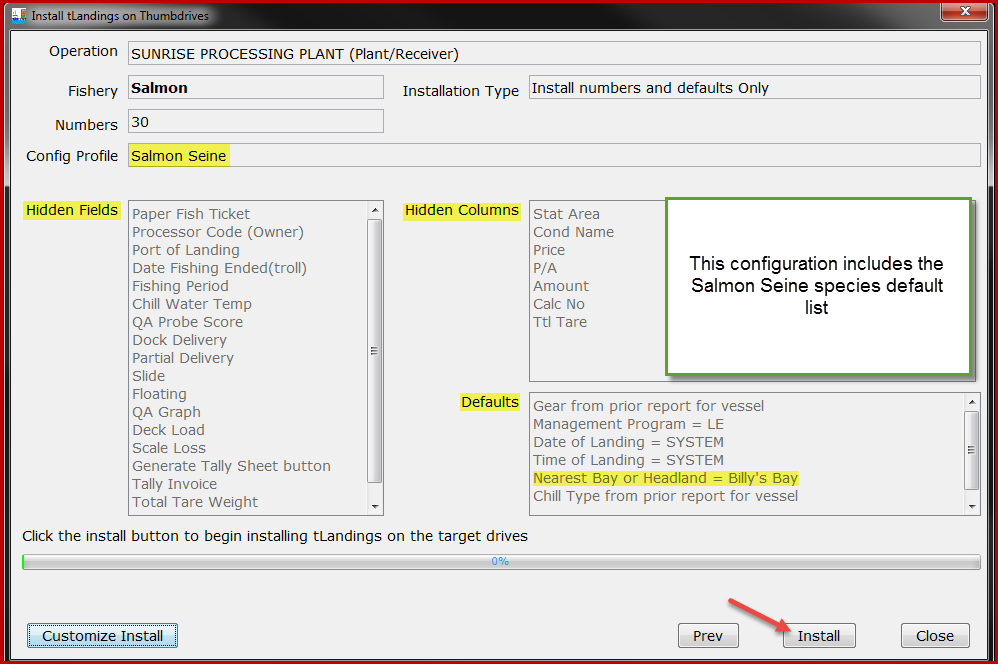 Install tLandings on Thumbdrives
Operation SUNRISE PROCESSING PLANT (Plant/Receiver)
Fishery Salmon Installation Type Install numbers and defaults Only
Numbers 30
Config Profile Salmon Seine
Hidden Fields
Paper Fish Ticket
Processor Code (Owner)
Port of Landing
Date Fishing Ended(troll)
Fishing Period
Chill Water Temp
QA Probe Score
Dock Delivery
Partial Delivery
Slide
Floating
QA Graph
Deck Load
Scale Loss
Generate Tally Sheet button
Tally Invoice
Total Tare Weight
Hidden Columns
Stat Area
Cond Name
Price
P/A
Amount
Calc No
Ttl Tare
This configuration includes the
Salmon Seine species default
list
Defaults
Gear from prior report for vessel
Management Program = LE
Date of Landing = SYSTEM
Time of Landing = SYSTEM
Nearest Bay or Headland = Billy's Bay
Chill Type from prior report for vessel
Click the install button to begin installing tLandings on the target drives
0%
Customize Install Prev Install Close